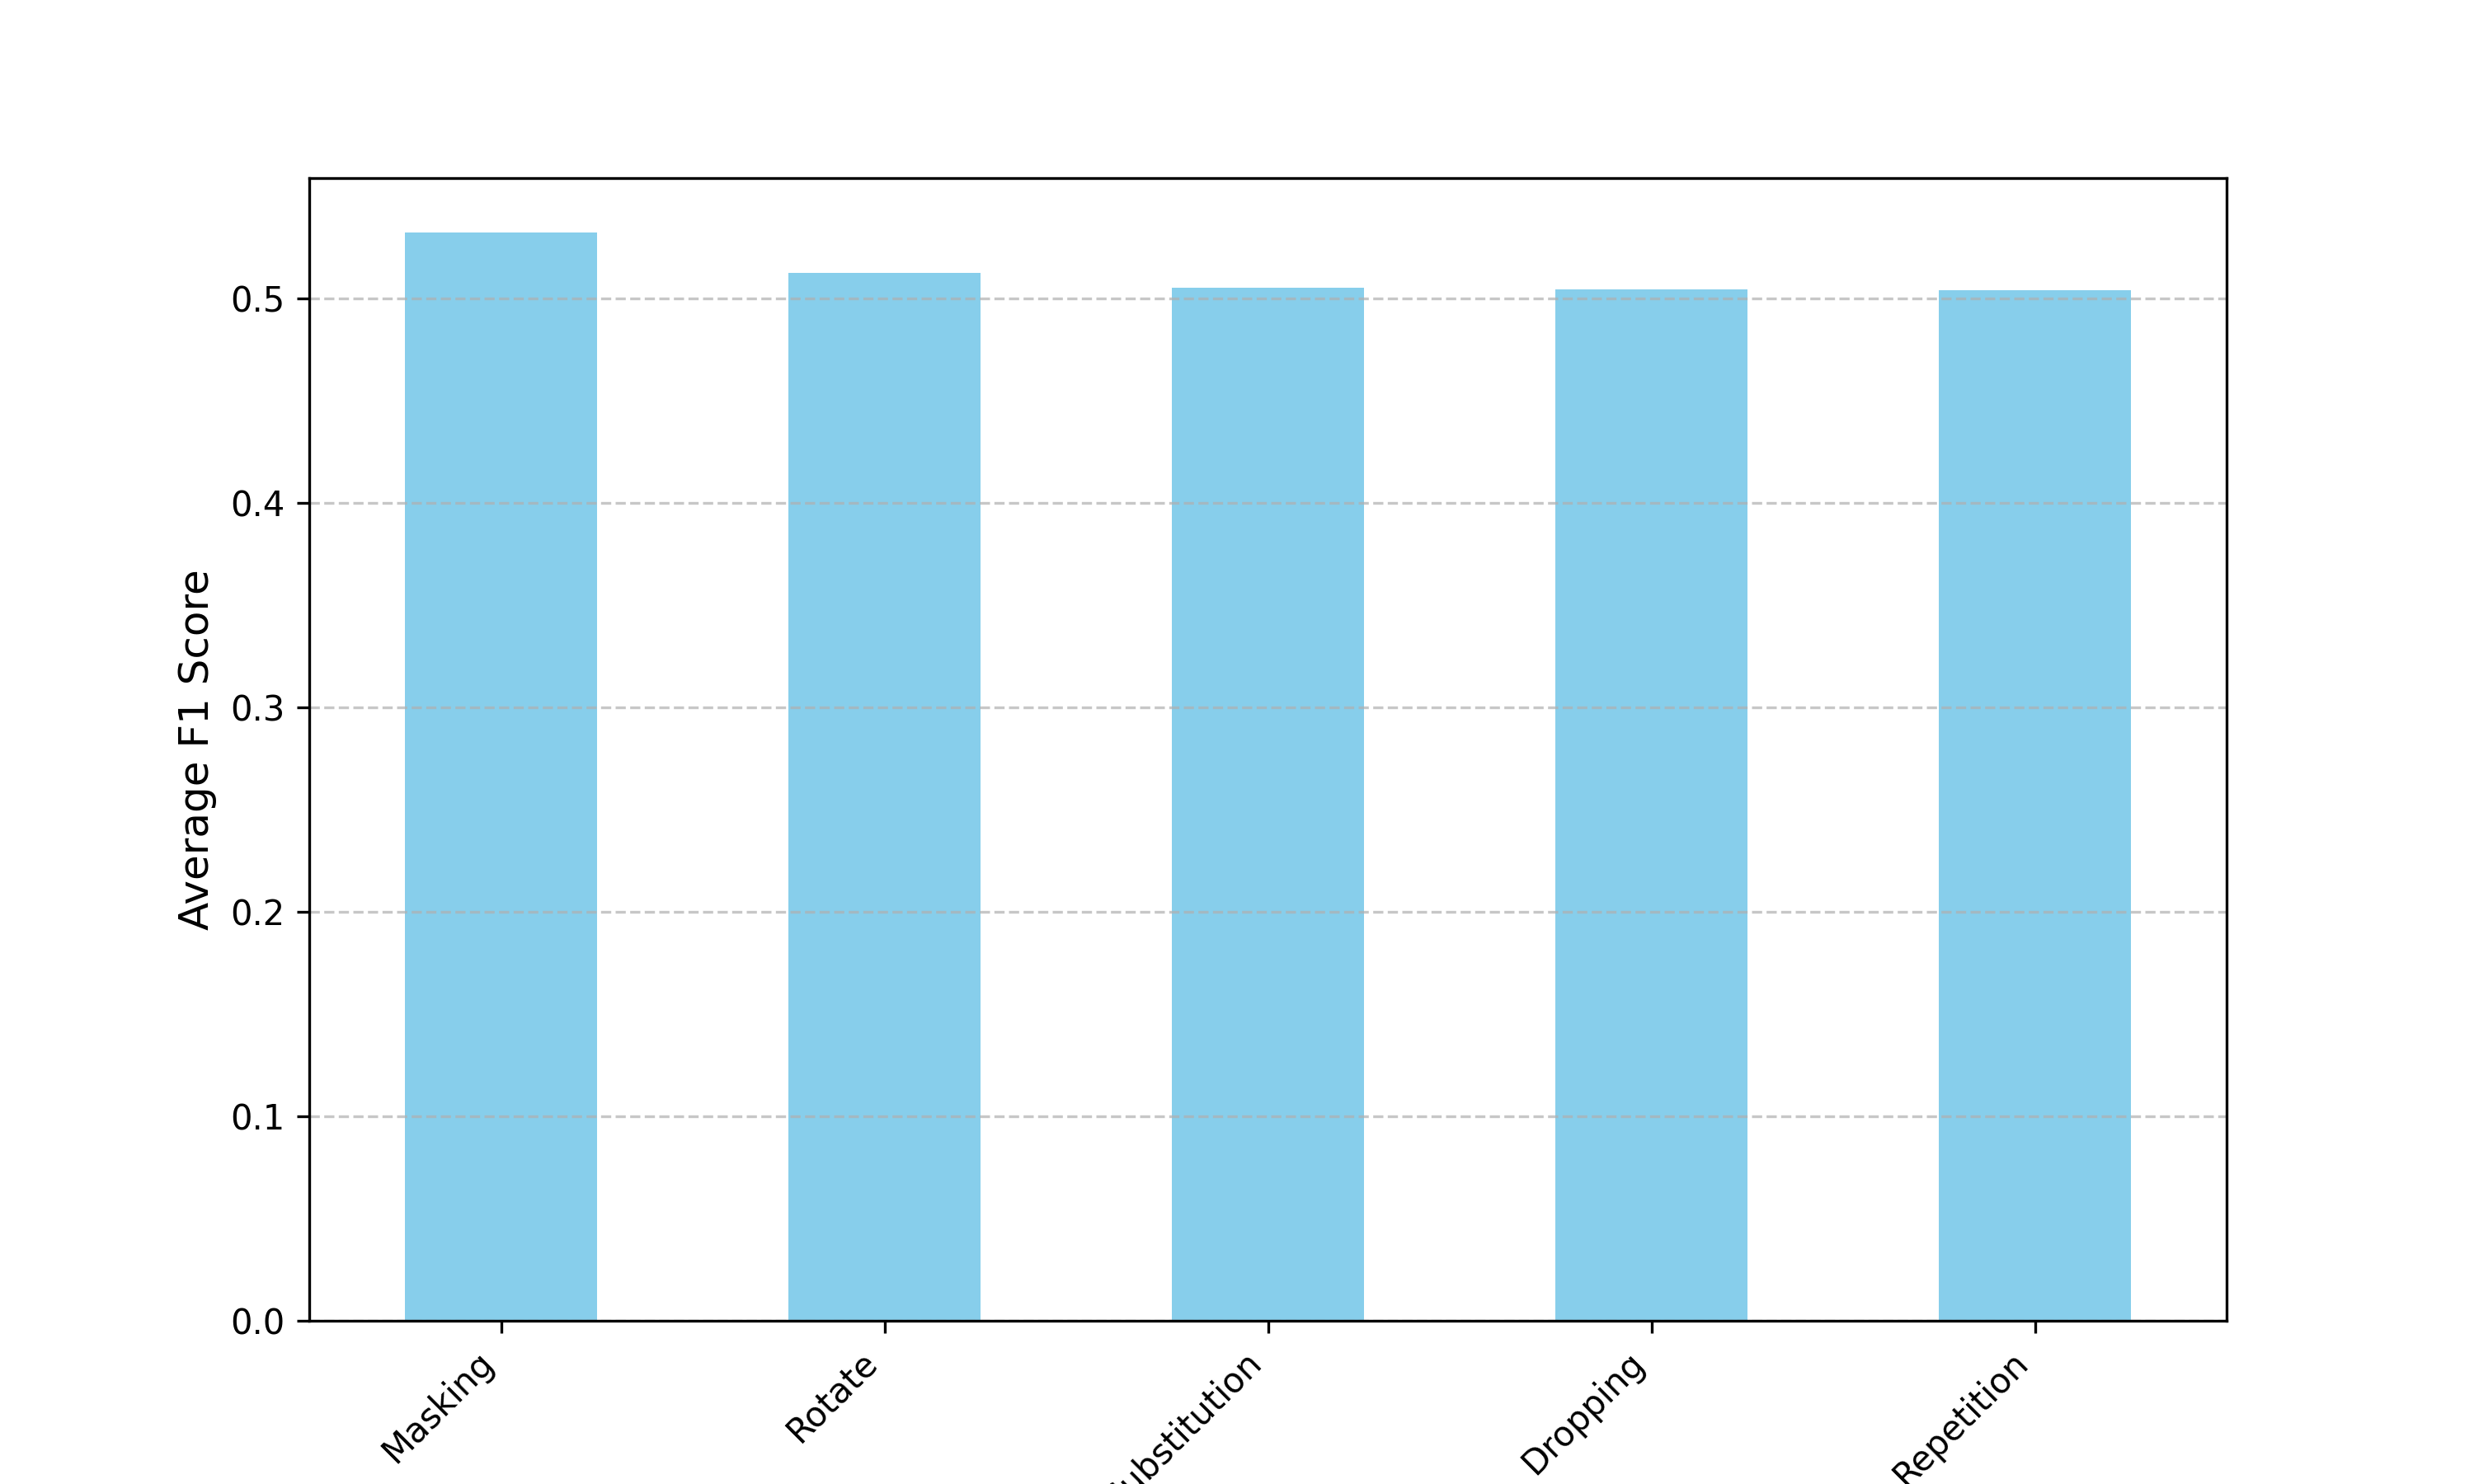 Average F1 Score
0.5
0.4
0.3
0.2
0.1
0.0
Masking
Rotate
ubstitution
Dropping
Repetition